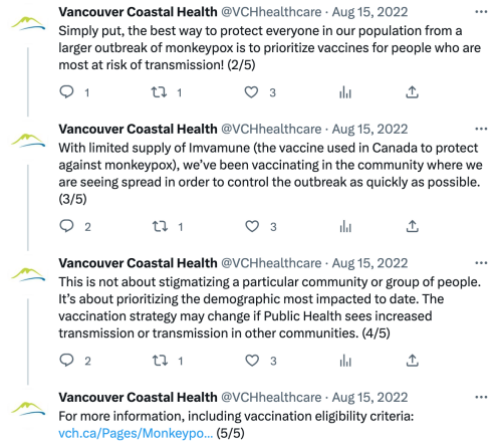 Vancouver Coastal Health @VCHhealthcare · Aug 15, 2022 ···
Simply put, the best way to protect everyone in our population from a
larger outbreak of monkeypox is to prioritize vaccines for people who are
most at risk of transmission! (2/5)
1 1 3
Vancouver Coastal Health @VCHhealthcare · Aug 15, 2022 ···
With limited supply of Imvamune (the vaccine used in Canada to protect
against monkeypox), we've been vaccinating in the community where we
are seeing spread in order to control the outbreak as quickly as possible.
(3/5)
2 1 3
Vancouver Coastal Health @VCHhealthcare · Aug 15, 2022 ···
This is not about stigmatizing a particular community or group of people.
It's about prioritizing the demographic most impacted to date. The
vaccination strategy may change if Public Health sees increased
transmission or transmission in other communities. (4/5)
2 1 3
Vancouver Coastal Health @VCHhealthcare · Aug 15, 2022 ···
For more information, including vaccination eligibility criteria:
vch.ca/Pages/Monkeypo... (5/5)